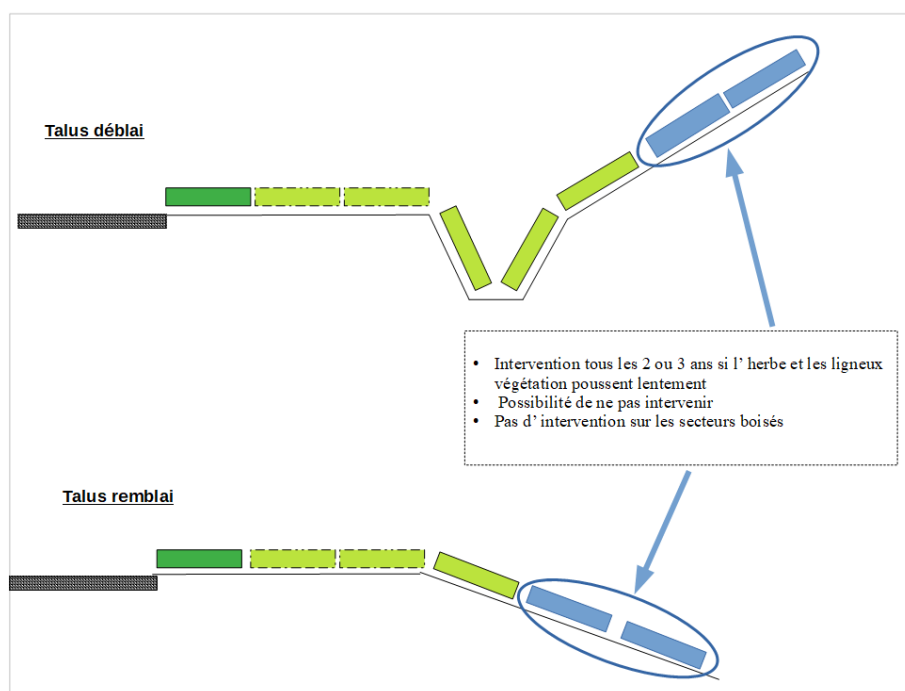 Talus déblai
• Intervention tous les 2 ou 3 ans si l’ herbe et les ligneux
végétation poussent lentement
• Possibilité de ne pas intervenir
• Pas d’ intervention sur les secteurs boisés
Talus remblai